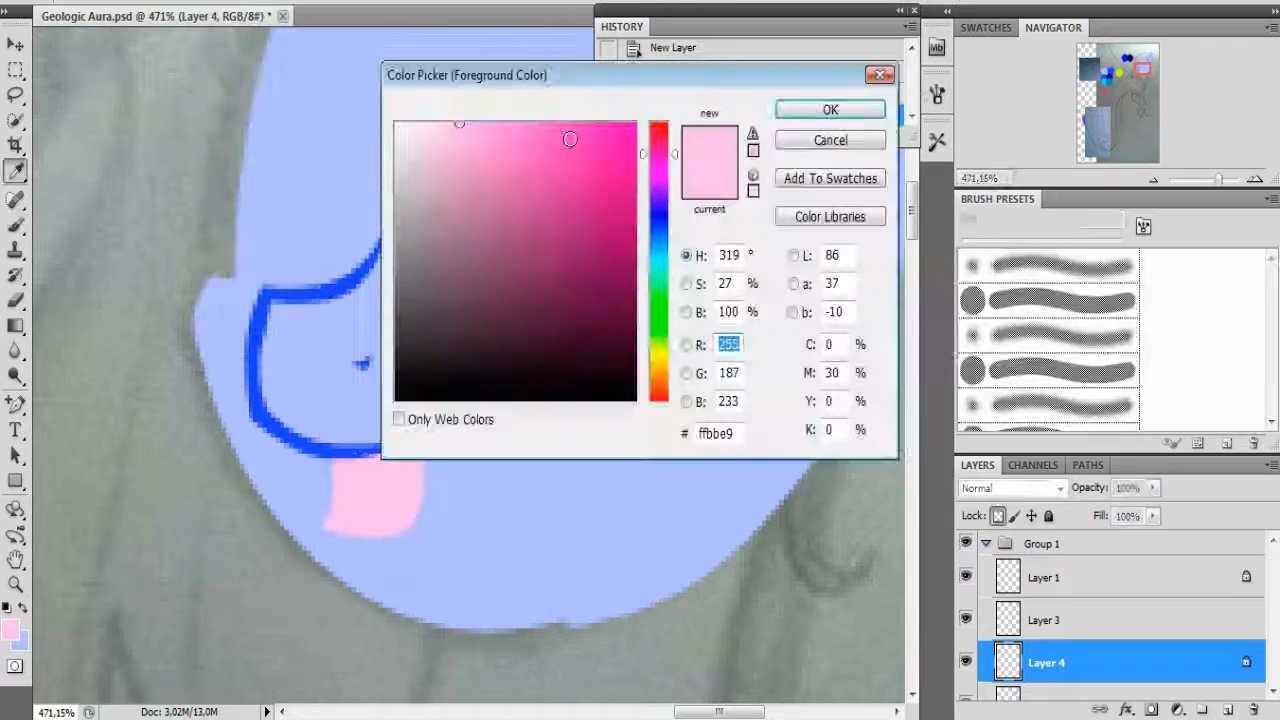 Geologic Aura.psd @ 471% (Layer 4, RGB/8#) *
HISTORY
New Layer
SWATCHES NAVIGATOR
Mb
Color Picker (Foreground Color)
new
current
OK
Cancel
Add To Swatches
Color Libraries
H: 319 °
S: 27 %
B: 100 %
R: 255
G: 187
B: 233
# ffbbe9
L: 86
a: 37
b: -10
C: 0 %
M: 30 %
Y: 0 %
K: 0 %
Only Web Colors
471,15%
BRUSH PRESETS
LAYERS CHANNELS PATHS
Normal Opacity: 100%
Lock: Fill: 100%
Group 1
Layer 1
Layer 3
Layer 4
fx
471,15% Doc: 3,02M/13,0M